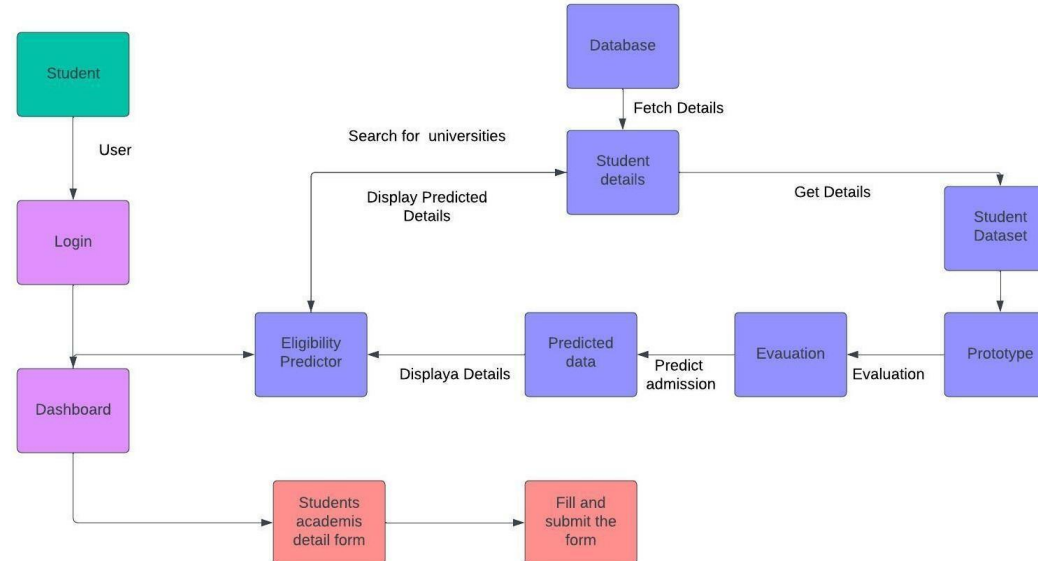 Database
Student
Fetch Details
Search for  universities
User
Student
details
Display Predicted
Details
Get Details
Login
Student
Dataset
Eligibility
Predictor
Predicted
data
Evauation
Prototype
Displaya Details
Predict
admission
Evaluation
Dashboard
Students
academis
detail form
Fill and
submit the
form